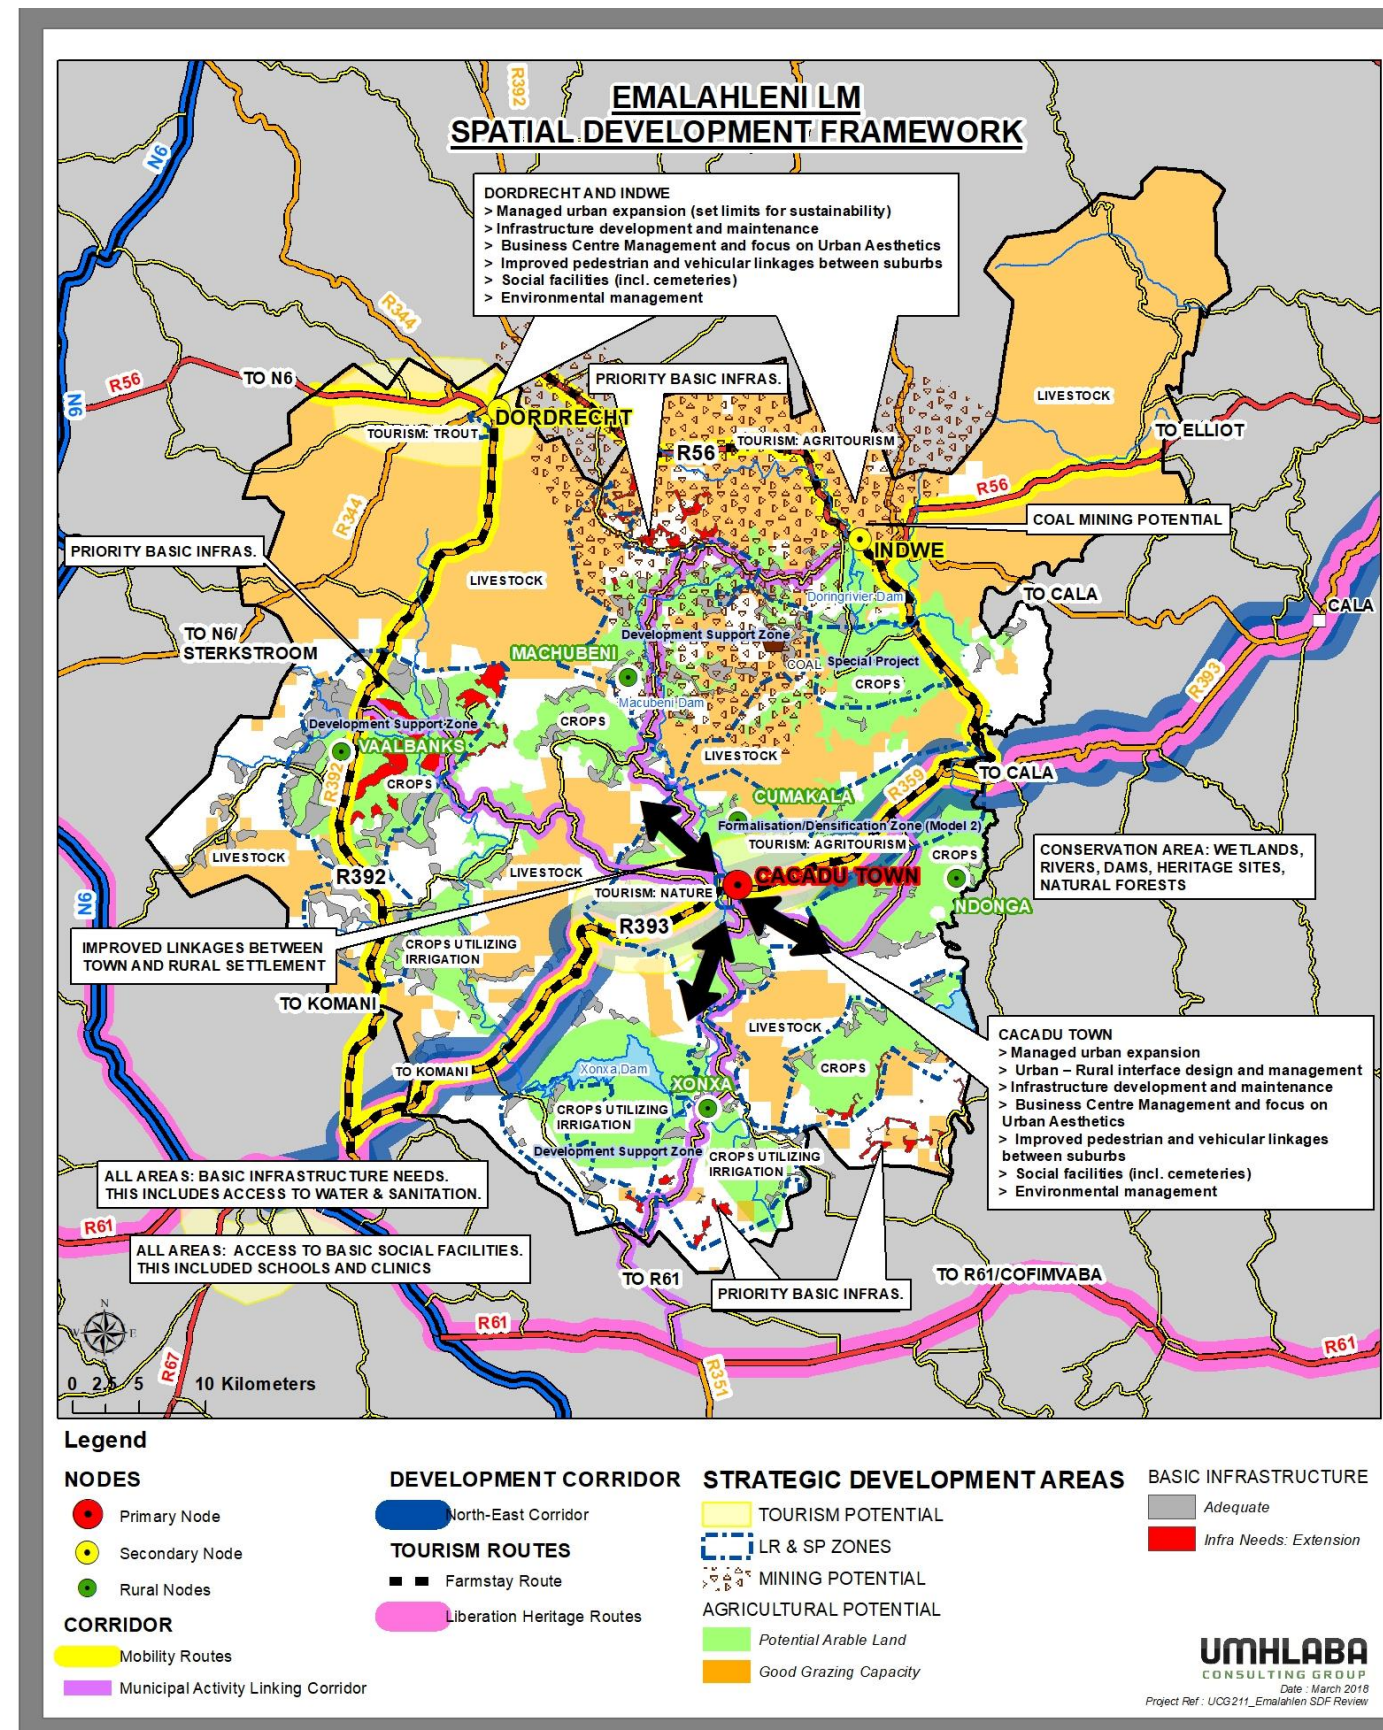 EMALAHLENI LM
SPATIAL DEVELOPMENT FRAMEWORK
R392
N6
DORDRECHT AND INDWE
> Managed urban expansion (set limits for sustainability)
> Infrastructure development and maintenance
> Business Centre Management and focus on Urban Aesthetics
> Improved pedestrian and vehicular linkages between suburbs
> Social facilities (incl. cemeteries)
> Environmental management
R344
R56
TO N6
N6
PRIORITY BASIC INFRAS.
LIVESTOCK
DORDRECHT
TOURISM: TROUT
TOURISM: AGRITOURISM
R56
TO ELLIOT
R56
R344
COAL MINING POTENTIAL
PRIORITY BASIC INFRAS.
INDWE
LIVESTOCK
Doringrivier Dam
TO CALA
CALA
TO N6/
STERKSTROOM
Development Support Zone
MACHUBENI
COAL
Special Project
CROPS
R393
Macubeni Dam
Development Support Zone
CROPS
VAALBANKS
LIVESTOCK
R392
CROPS
R359
TO CALA
CUMAKALA
Formalisation/Densification Zone (Model 2)
TOURISM: AGRITOURISM
CROPS
CONSERVATION AREA: WETLANDS,
RIVERS, DAMS, HERITAGE SITES,
NATURAL FORESTS
LIVESTOCK
LIVESTOCK
R392
CACADU TOWN
TOURISM: NATURE
NDONGA
N6
R393
IMPROVED LINKAGES BETWEEN
TOWN AND RURAL SETTLEMENT
CROPS UTILIZING
IRRIGATION
TO KOMANI
LIVESTOCK
CACADU TOWN
> Managed urban expansion
> Urban – Rural interface design and management
> Infrastructure development and maintenance
> Business Centre Management and focus on
Urban Aesthetics
> Improved pedestrian and vehicular linkages
between suburbs
> Social facilities (incl. cemeteries)
> Environmental management
TO KOMANI
Xonxa Dam
XONXA
CROPS
CROPS UTILIZING
IRRIGATION
Development Support Zone
CROPS UTILIZING
IRRIGATION
ALL AREAS: BASIC INFRASTRUCTURE NEEDS.
THIS INCLUDES ACCESS TO WATER & SANITATION.
R61
ALL AREAS: ACCESS TO BASIC SOCIAL FACILITIES.
THIS INCLUDED SCHOOLS AND CLINICS
TO R61
TO R61/COFIMVABA
PRIORITY BASIC INFRAS.
N
W E
S
R61
R61
R67
R351
0 2,5 5 10 Kilometers
Legend
NODES
Primary Node
Secondary Node
Rural Nodes
CORRIDOR
Mobility Routes
Municipal Activity Linking Corridor
DEVELOPMENT CORRIDOR
North-East Corridor
TOURISM ROUTES
Farmstay Route
Liberation Heritage Routes
STRATEGIC DEVELOPMENT AREAS
TOURISM POTENTIAL
LR & SP ZONES
MINING POTENTIAL
AGRICULTURAL POTENTIAL
Potential Arable Land
Good Grazing Capacity
BASIC INFRASTRUCTURE
Adequate
Infra Needs: Extension
UMHLABA
CONSULTING GROUP
Date : March 2018
Project Ref : UCG211_Emalahlen SDF Review